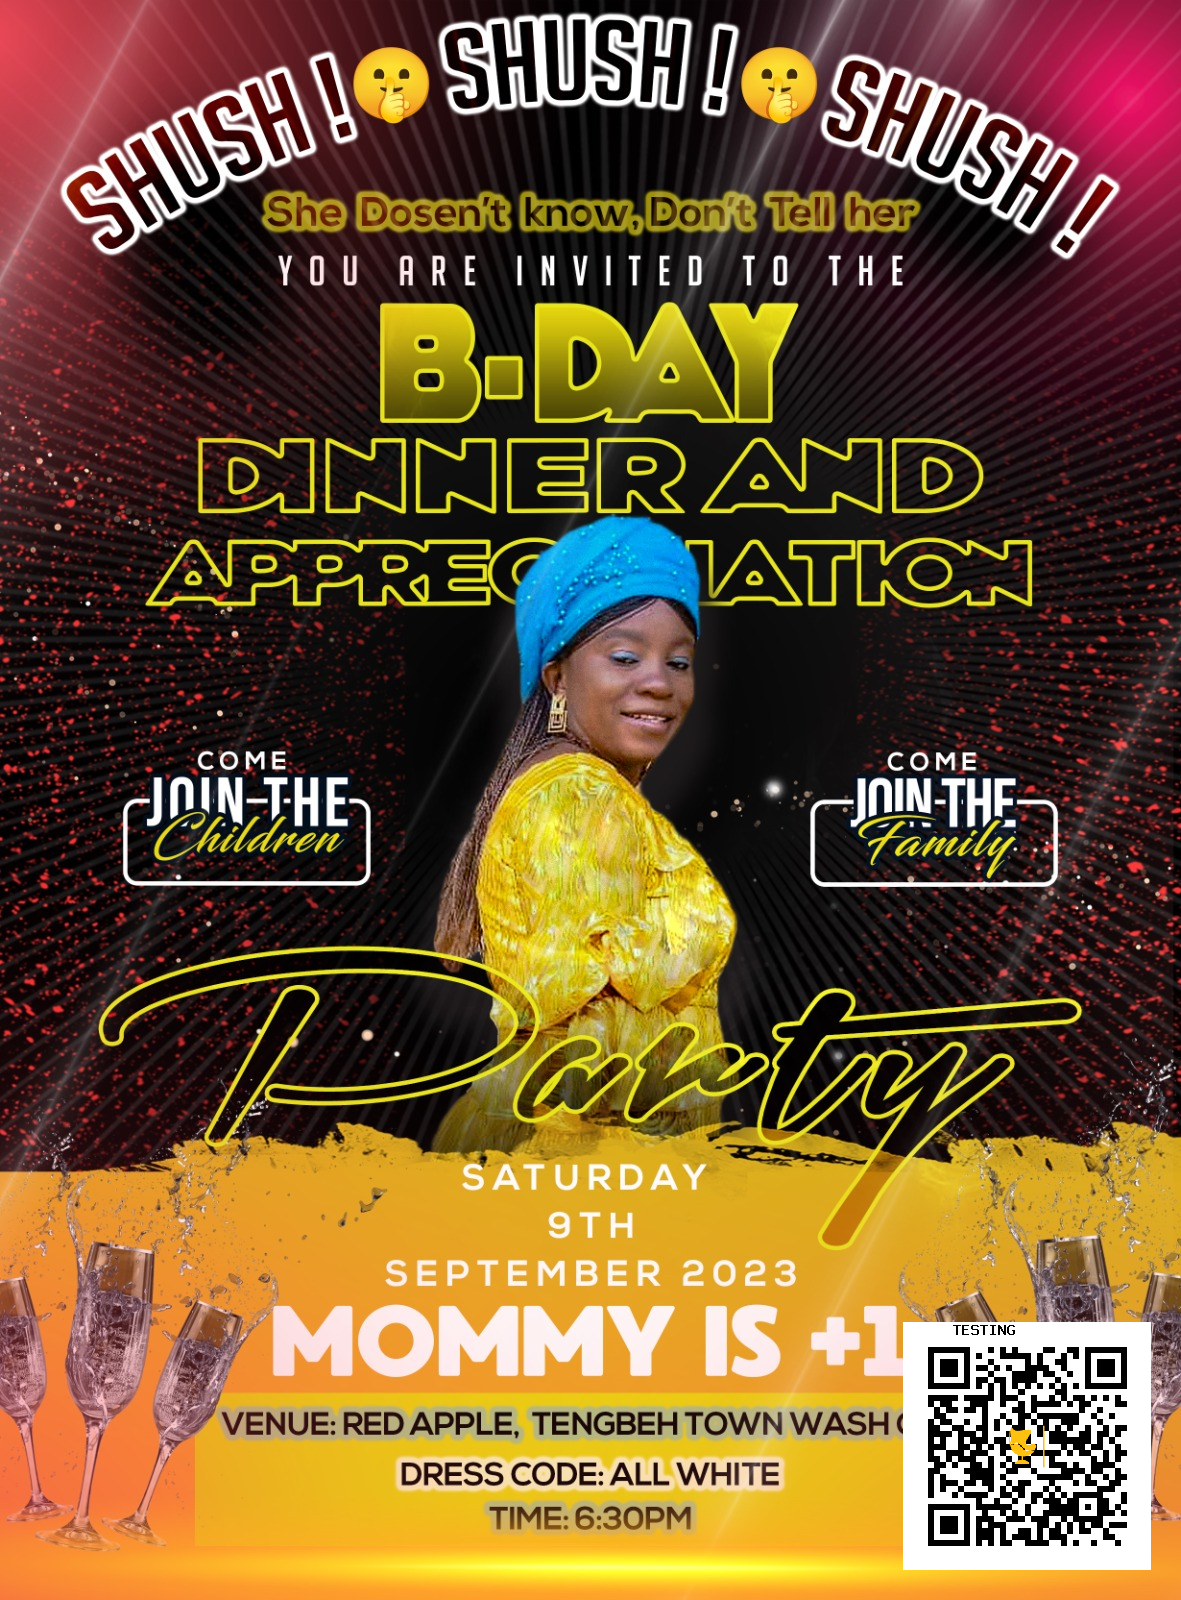 SHUSH ! SHUSH ! SHUSH !
She Dosen't know, Don't Tell her
YOU ARE INVITED TO THE
B-DAY
DINNER AND
APPRECIATION
COME
JOIN THE
Children
COME
JOIN THE
Family
Party
SATURDAY
9TH
SEPTEMBER 2023
MOMMY IS +1
TESTING
VENUE: RED APPLE, TENGBEH TOWN WASH
DRESS CODE: ALL WHITE
TIME: 6:30PM